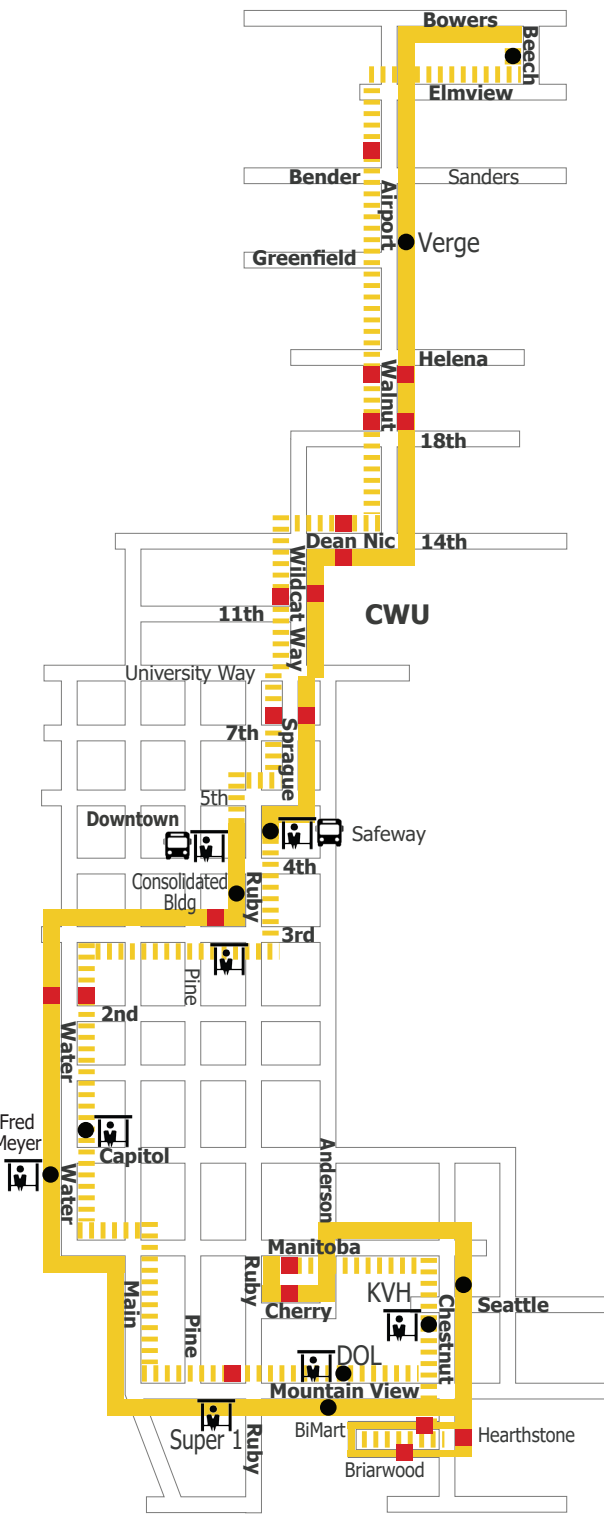 Bowers
Beech
Elmview
Bender
Sanders
Airport
Verge
Greenfield
Helena
Walnut
18th
Dean Nic
14th
Wildcat Way
11th
CWU
University Way
Sprague
7th
5th
Downtown
Safeway
4th
Consolidated
Bldg
Ruby
3rd
Pine
2nd
Water
Fred
Meyer
Capitol
Water
Anderson
Manitoba
Ruby
Cherry
KVH
Chestnut
Seattle
Main
Pine
DOL
Mountain View
BiMart
Super 1
Ruby
Hearthstone
Briarwood